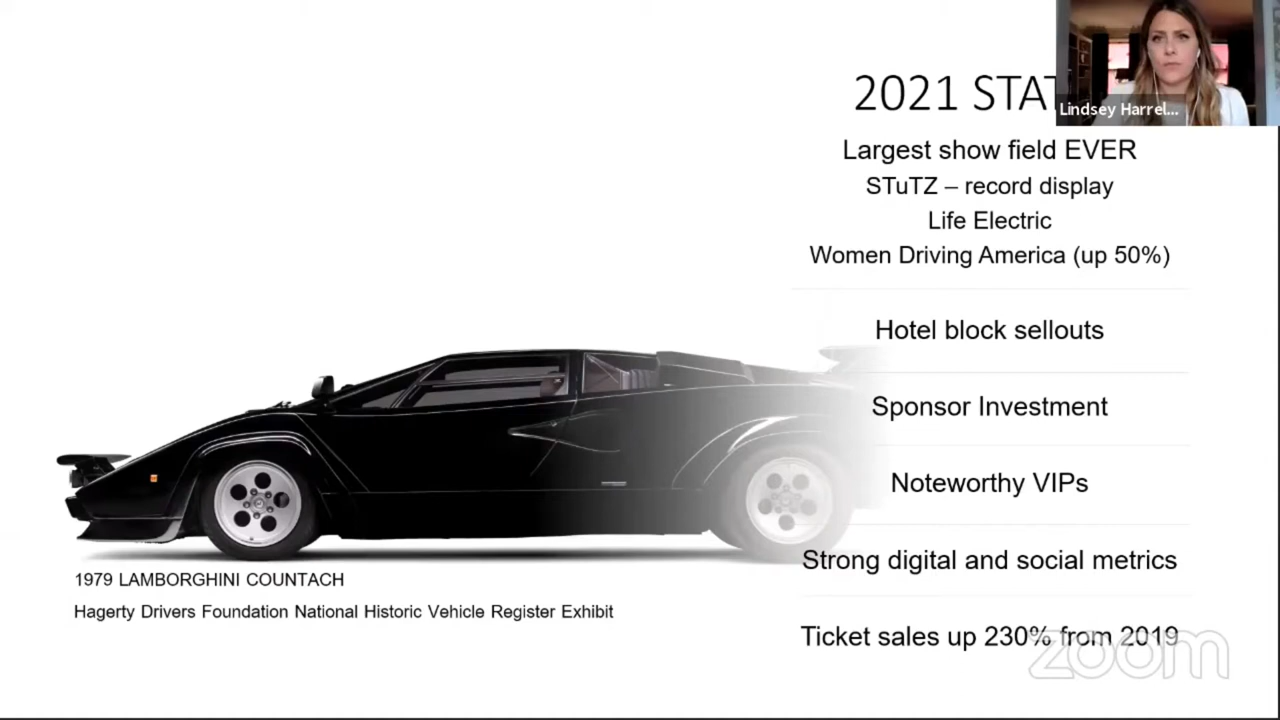 2021 STAT
Lindsey Harrel...
Largest show field EVER
STuTZ – record display
Life Electric
Women Driving America (up 50%)
Hotel block sellouts
Sponsor Investment
Noteworthy VIPs
Strong digital and social metrics
Ticket sales up 230% from 2019
1979 LAMBORGHINI COUNTACH
Hagerty Drivers Foundation National Historic Vehicle Register Exhibit
zoom